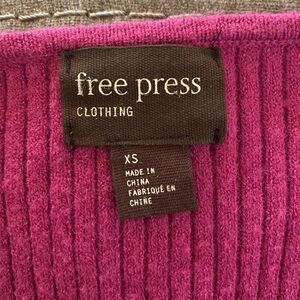 free press
CLOTHING
XS
MADE IN
CHINA
FABRIQUÉ EN
CHINE